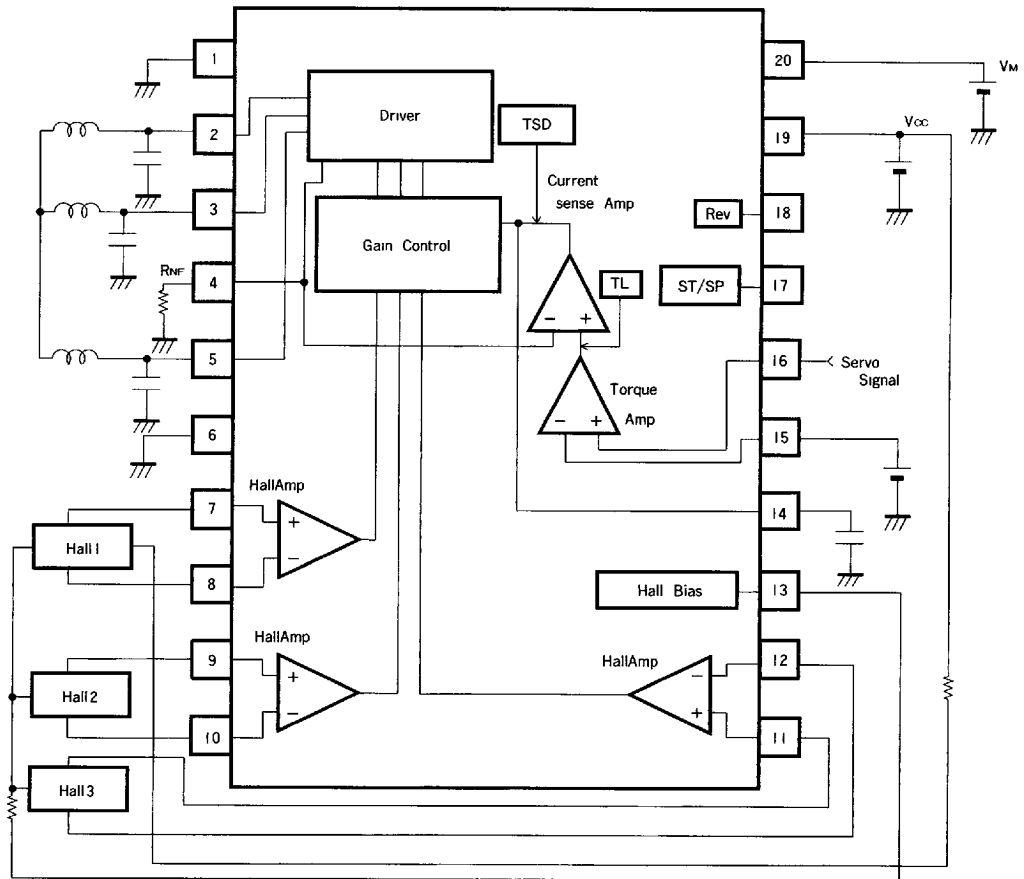 1
2
3
RNF
4
5
6
7
8
9
10
Hall1
Hall2
Hall3
Driver
TSD
Current
sense Amp
Gain Control
TL
− +
Torque
Amp
− +
HallAmp
+
−
HallAmp
+
−
HallAmp
−
+
Rev
ST/SP
Hall Bias
20
VM
19
Vcc
18
17
16
Servo
Signal
15
14
13
12
11